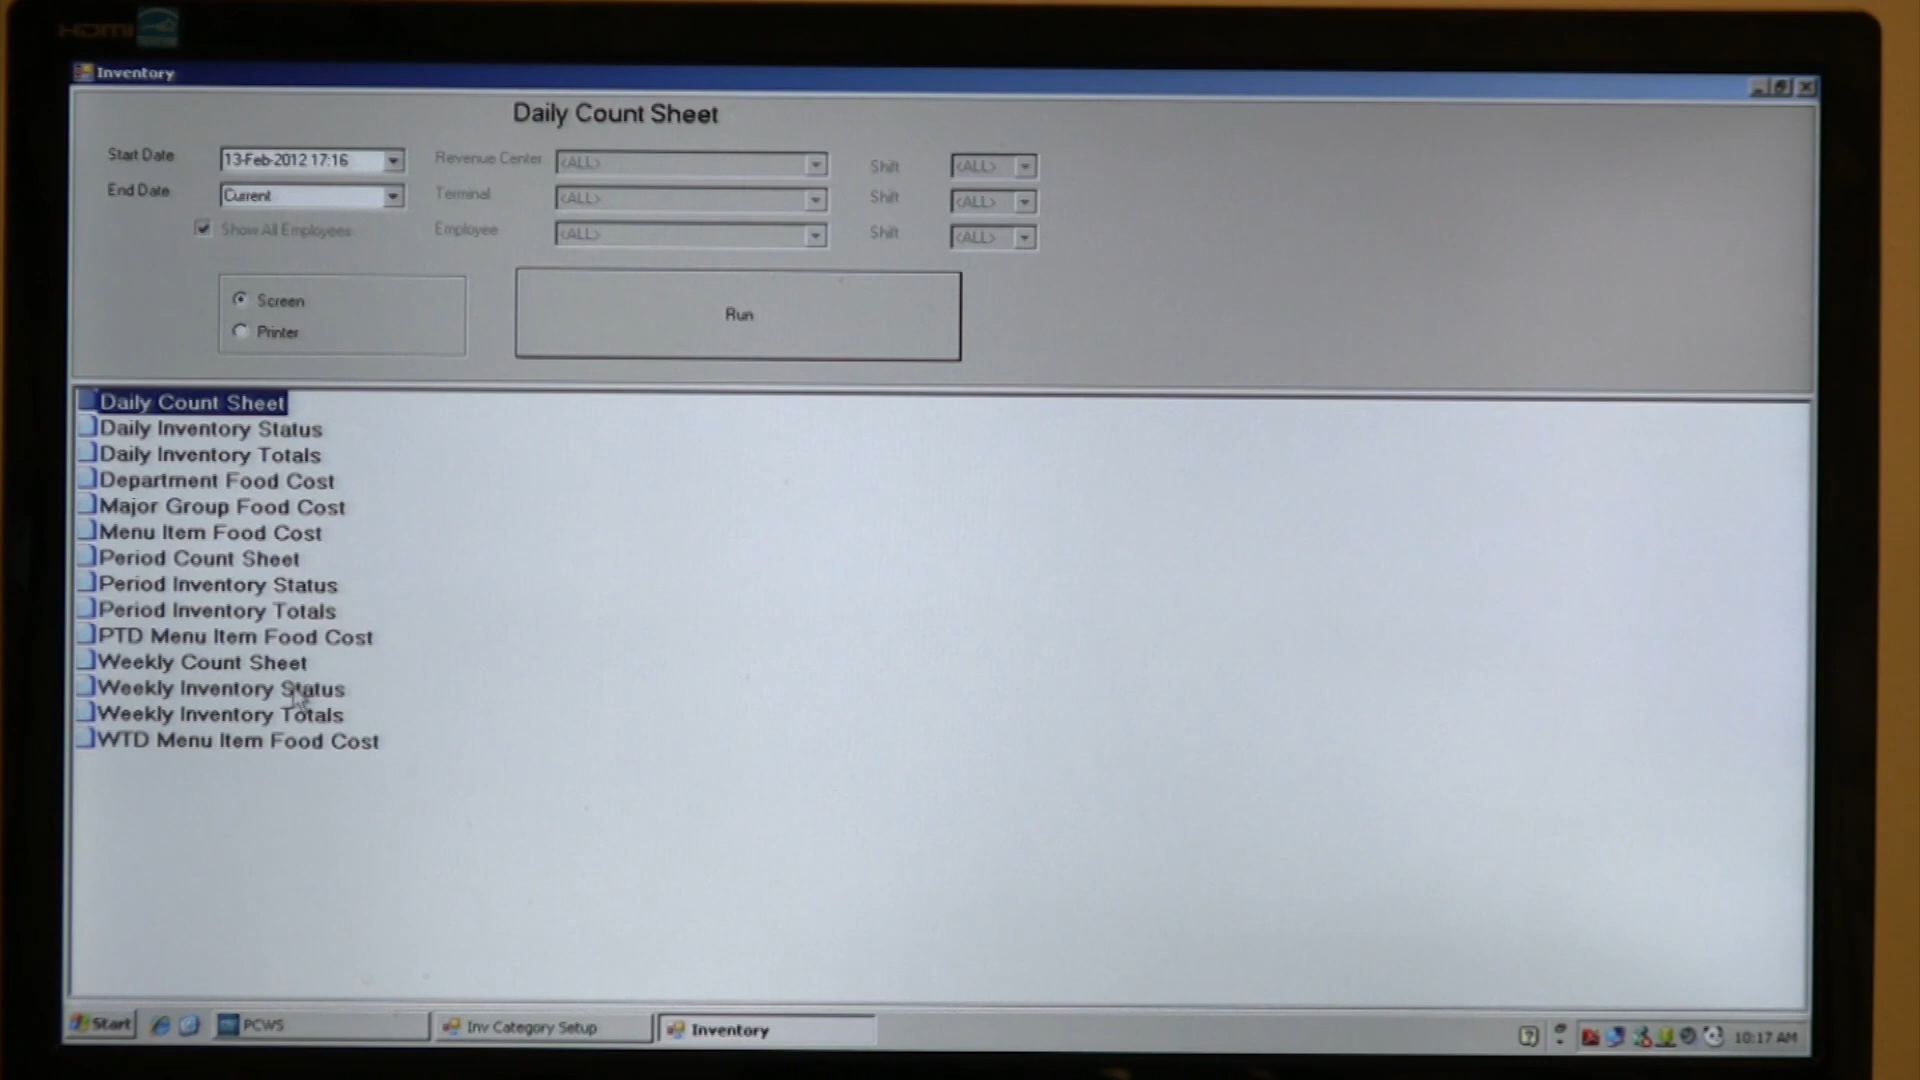 HDMI
Inventory
Daily Count Sheet
Start Date 13-Feb-2012 17:16 Revenue Center <ALL> Shift <ALL>
End Date Current Terminal <ALL> Shift <ALL>
Show All Employees Employee <ALL> Shift <ALL>
Screen
Printer
Run
Daily Count Sheet
Daily Inventory Status
Daily Inventory Totals
Department Food Cost
Major Group Food Cost
Menu Item Food Cost
Period Count Sheet
Period Inventory Status
Period Inventory Totals
PTD Menu Item Food Cost
Weekly Count Sheet
Weekly Inventory Status
Weekly Inventory Totals
WTD Menu Item Food Cost
Start PCWS Inv Category Setup Inventory 10:17 AM